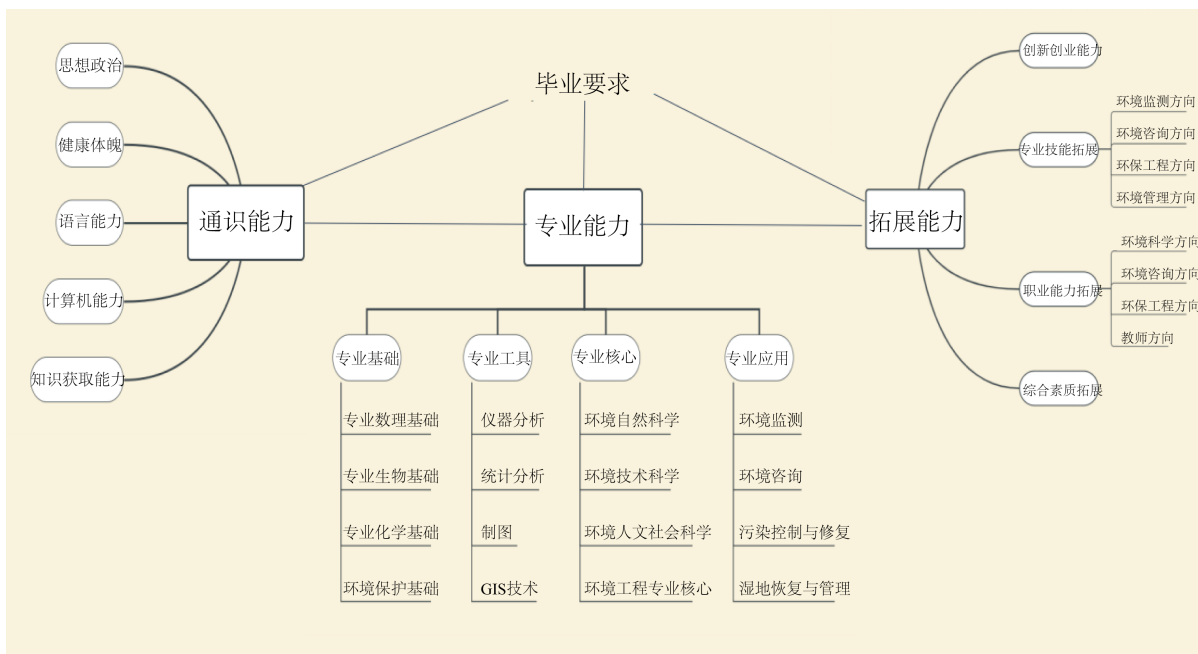 毕业要求
通识能力
思想政治
健康体魄
语言能力
计算机能力
知识获取能力
专业能力
专业基础
专业数理基础
专业生物基础
专业化学基础
环境保护基础
专业工具
仪器分析
统计分析
制图
GIS技术
专业核心
环境自然科学
环境技术科学
环境人文社会科学
环境工程专业核心
专业应用
环境监测
环境咨询
污染控制与修复
湿地恢复与管理
拓展能力
创新创业能力
专业技能拓展
环境监测方向
环境咨询方向
环保工程方向
环境管理方向
职业能力拓展
环境科学方向
环境咨询方向
环保工程方向
教师方向
综合素质拓展